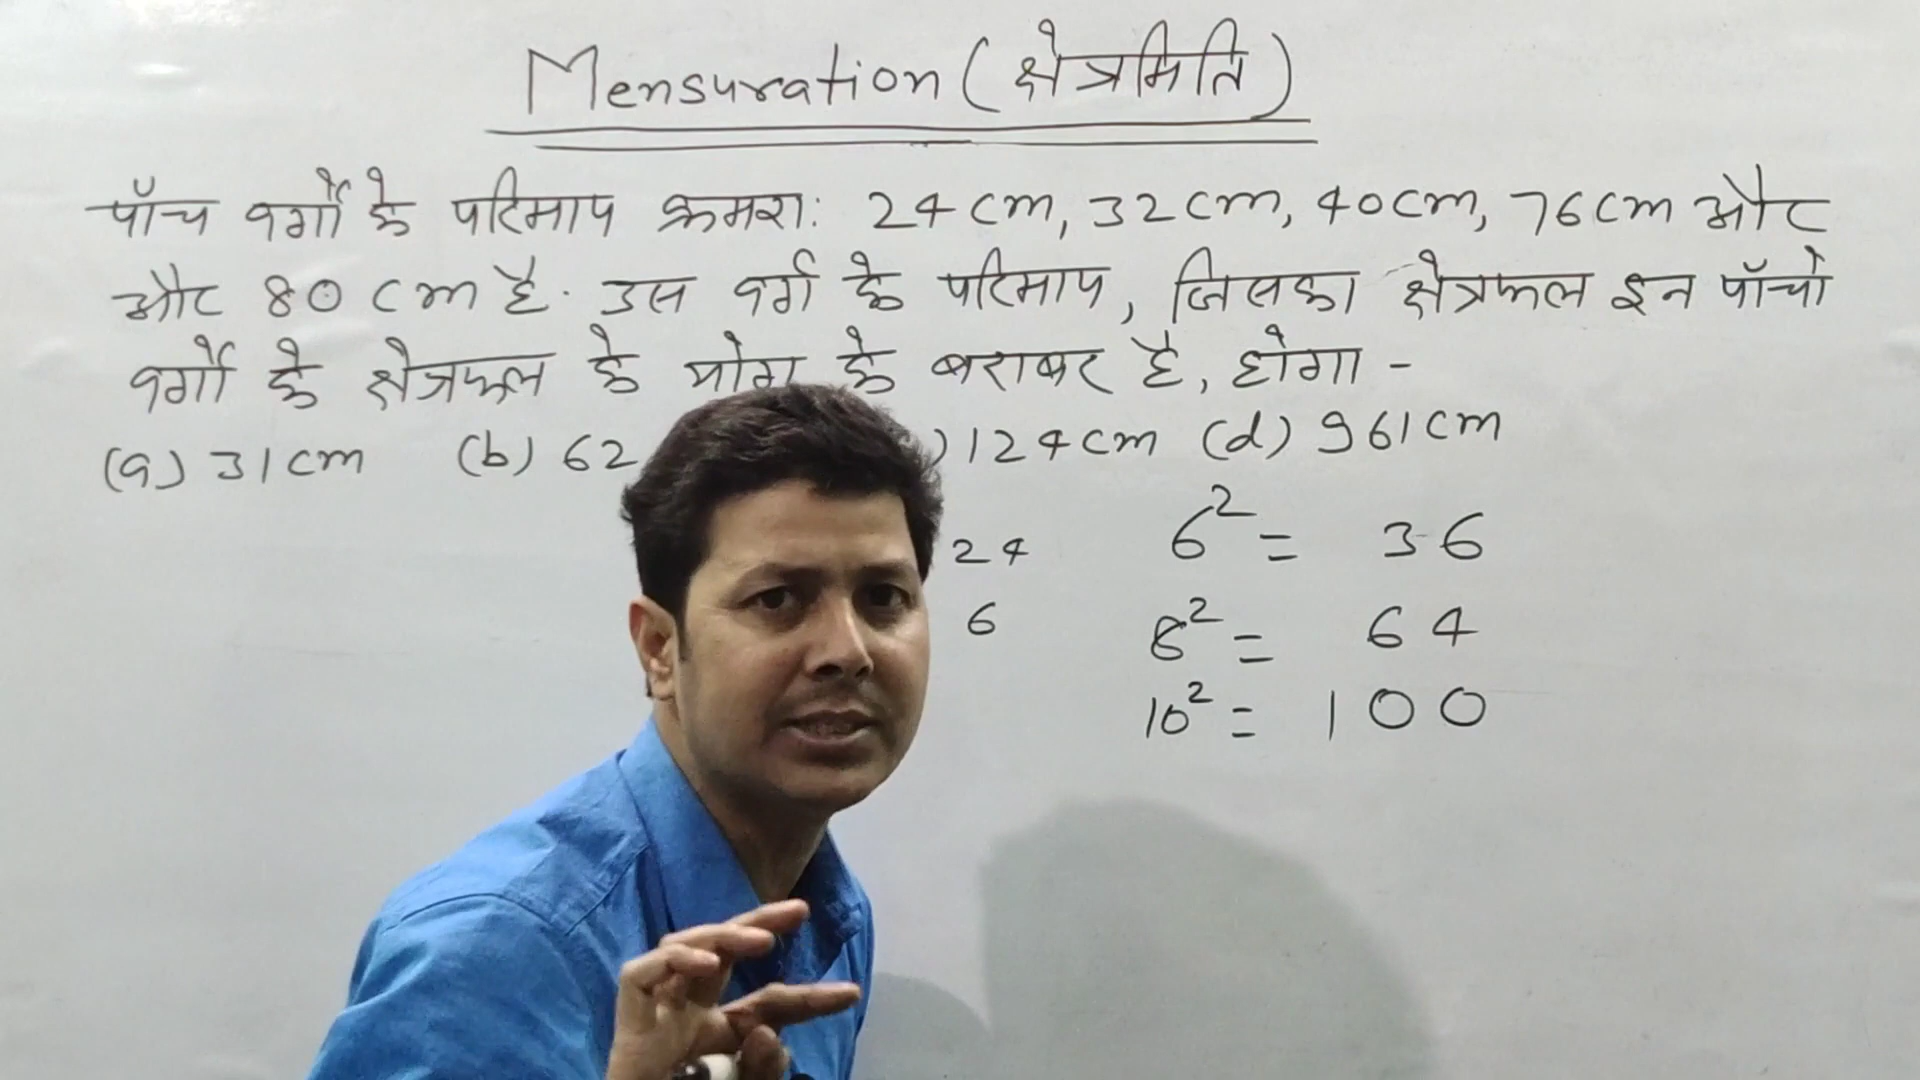 Mensuration (क्षेत्रमिति)
पाँच वर्गों के परिमाप क्रमश: 24 cm, 32 cm, 40 cm, 76 cm और
और 80 cm है. उस वर्ग के परिमाप, जिसका क्षेत्रफल इन पाँचो
वर्गों के क्षेत्रफल के योग के बराबर है, होगा -
(a) 31 cm (b) 62 ) 124 cm (d) 961 cm
24 6² = 36
6 8² = 64
10² = 100